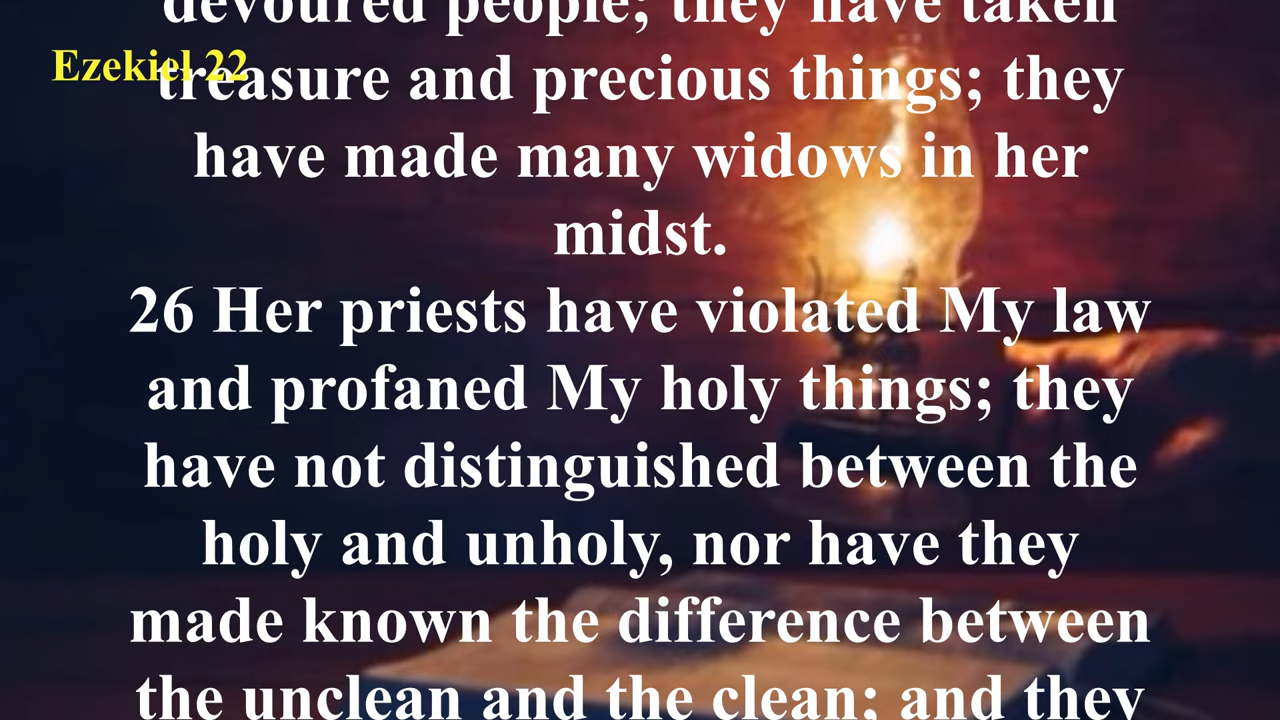 devoured people; they have taken
Ezekiel 22
treasure and precious things; they
have made many widows in her
midst.
26 Her priests have violated My law
and profaned My holy things; they
have not distinguished between the
holy and unholy, nor have they
made known the difference between
the unclean and the clean; and they